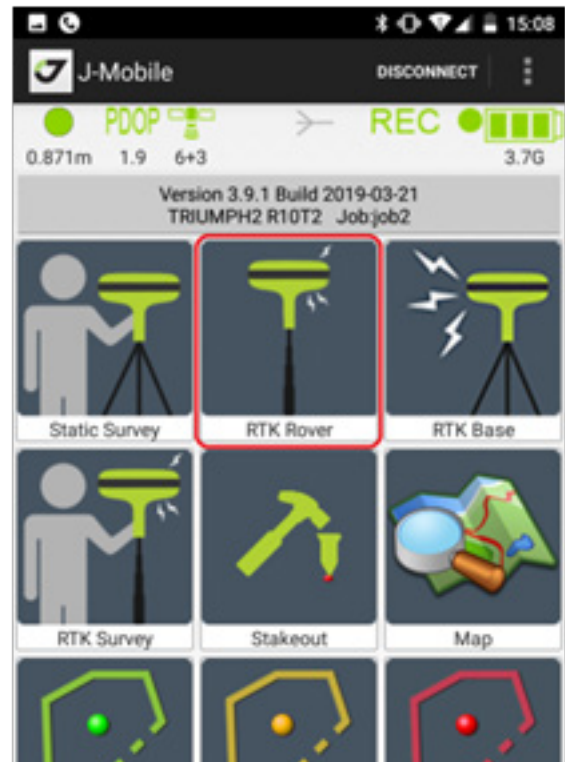 15:08
J-Mobile DISCONNECT
PDOP REC
0.871m 1.9 6+3 3.7G
Version 3.9.1 Build 2019-03-21
TRIUMPH2 R10T2 Job:job2
Static Survey RTK Rover RTK Base
RTK Survey Stakeout Map